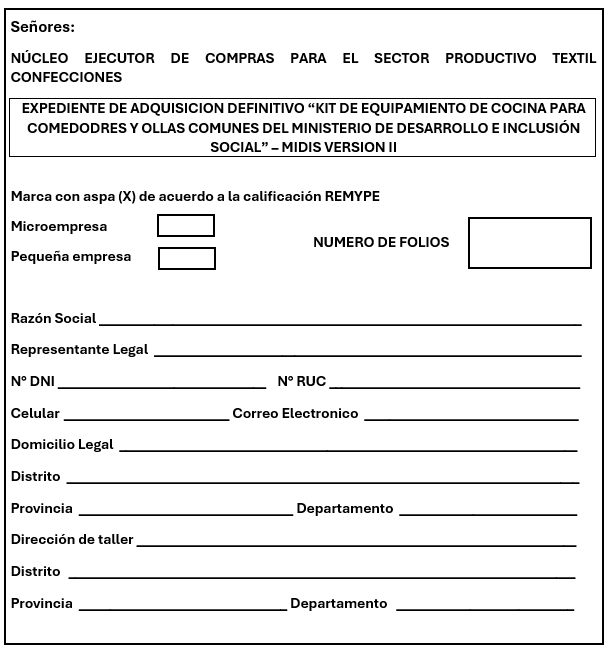 Señores:
NÚCLEO EJECUTOR DE COMPRAS PARA EL SECTOR PRODUCTIVO TEXTIL
CONFECCIONES
EXPEDIENTE DE ADQUISICION DEFINITIVO “KIT DE EQUIPAMIENTO DE COCINA PARA
COMEDODRES Y OLLAS COMUNES DEL MINISTERIO DE DESARROLLO E INCLUSIÓN
SOCIAL” – MIDIS VERSION II
Marca con aspa (X) de acuerdo a la calificación REMYPE
Microempresa
NUMERO DE FOLIOS
Pequeña empresa
Razón Social
Representante Legal
N° DNI N° RUC
Celular Correo Electronico
Domicilio Legal
Distrito
Provincia Departamento
Dirección de taller
Distrito
Provincia Departamento